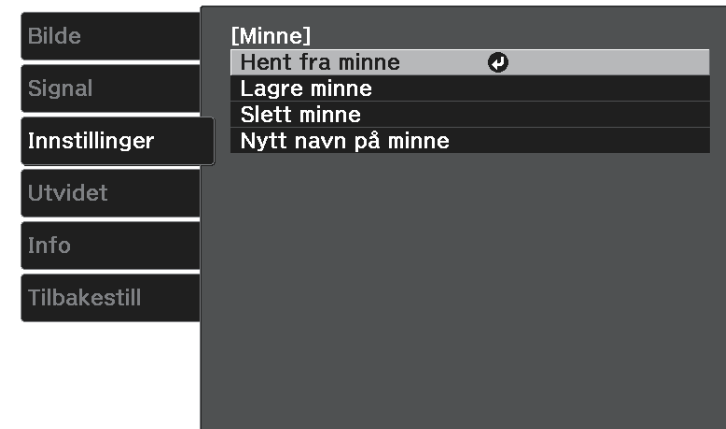 Bilde
Signal
Innstillinger
Utvidet
Info
Tilbakestill
[Minne]
Hent fra minne
Lagre minne
Slett minne
Nytt navn på minne